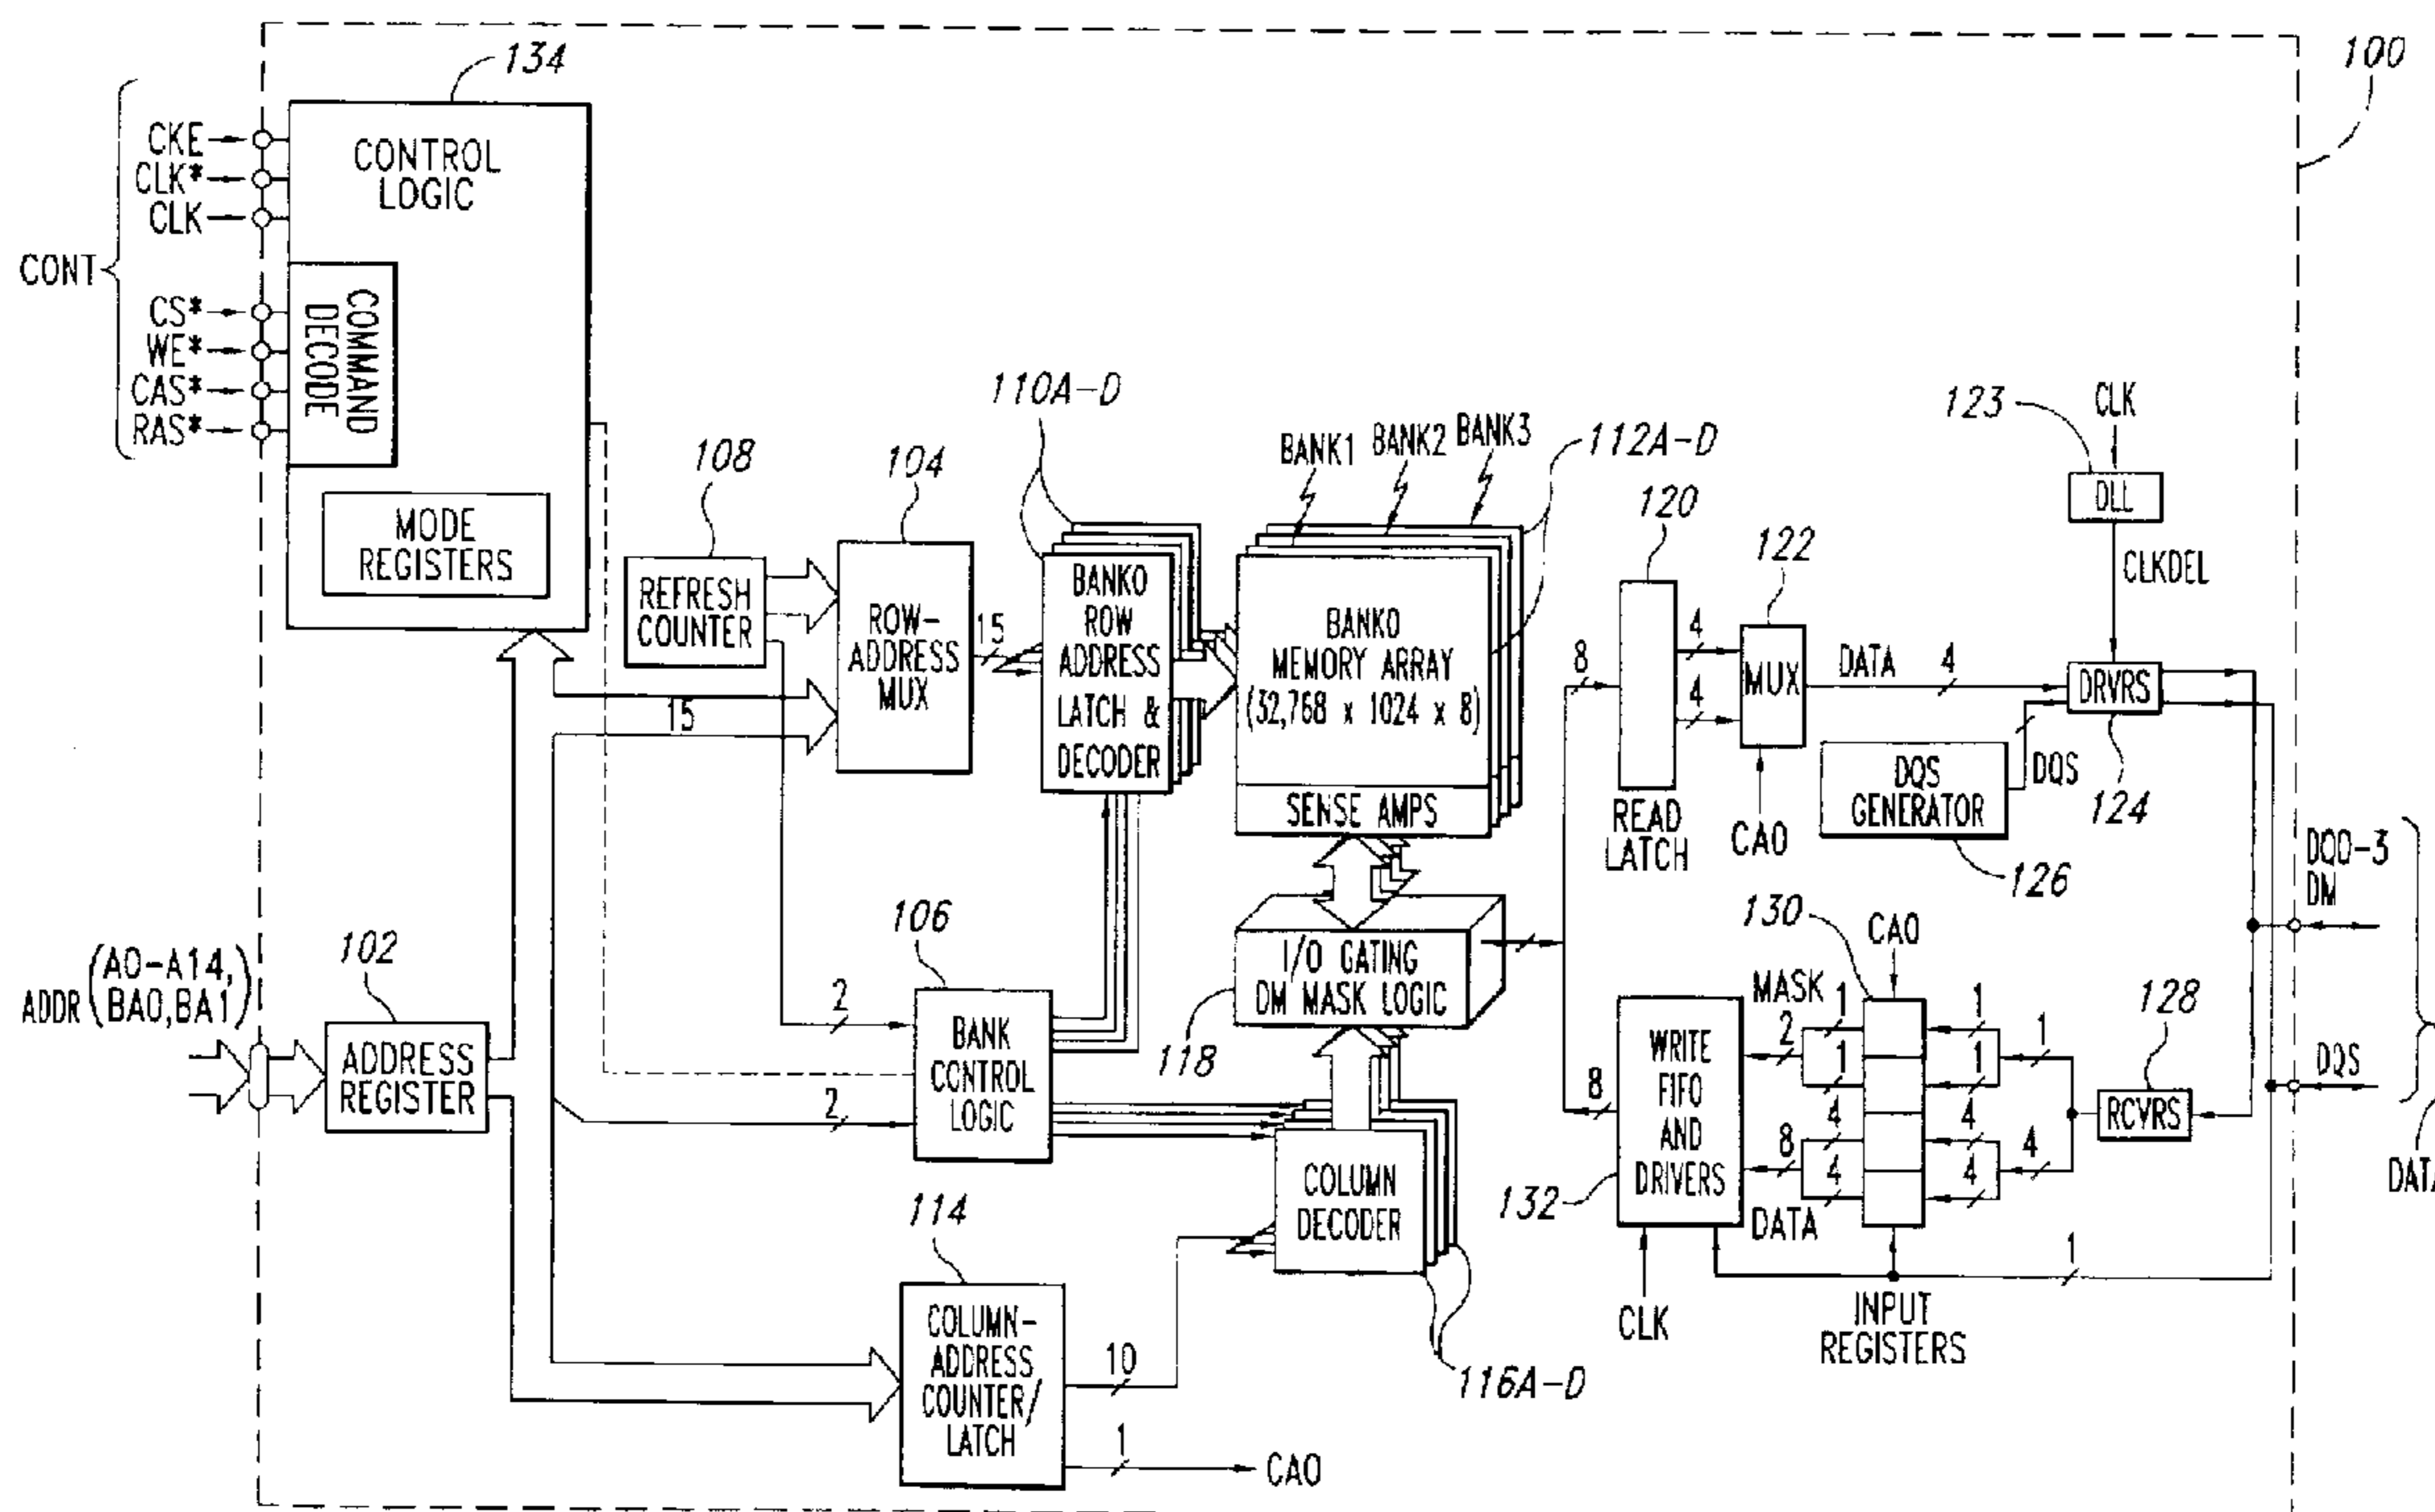 134
100
CKE
CLK*
CLK
CONT
CS*
WE*
CAS*
RAS*
CONTROL
LOGIC
COMMAND
DECODE
MODE
REGISTERS
108
REFRESH
COUNTER
104
ROW-
ADDRESS
MUX
15
15
110A-D
BANK0
ROW
ADDRESS
LATCH &
DECODER
BANK1
BANK2
BANK3
112A-D
BANK0
MEMORY ARRAY
(32,768 x 1024 x 8)
SENSE AMPS
120
8
READ
LATCH
4
4
122
MUX
CA0
DATA
4
123
CLK
DLL
CLKDEL
DRVRS
124
DQS
GENERATOR
DQS
126
DQ0-3
DM
DQS
DATA
ADDR
(A0-A14,
BA0,BA1)
102
ADDRESS
REGISTER
106
2
2
BANK
CONTROL
LOGIC
I/O GATING
DM MASK LOGIC
118
COLUMN
DECODER
116A-D
114
COLUMN-
ADDRESS
COUNTER/
LATCH
10
1
CA0
8
WRITE
FIFO
AND
DRIVERS
132
CLK
MASK
2
1
1
8
4
4
DATA
130
CA0
1
1
1
4
4
4
128
RCVRS
1
INPUT
REGISTERS